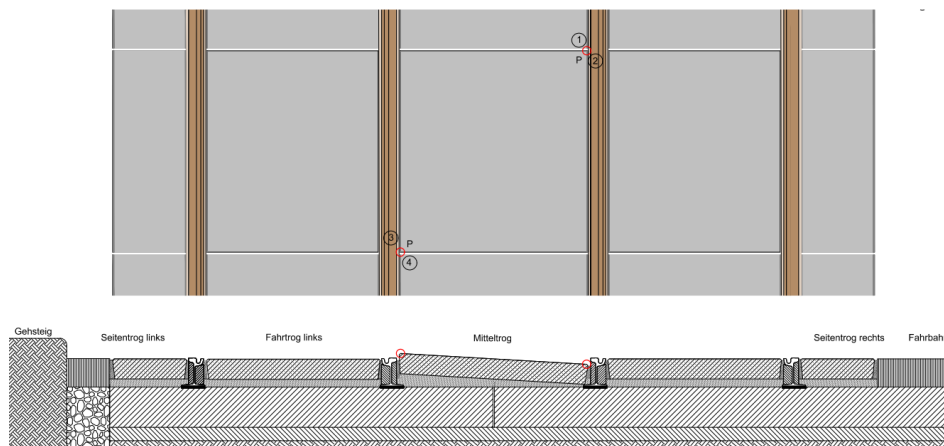 1
P 2
3 P
4
Gehsteig
Seitentrog links
Fahrtrog links
Mitteltrog
Seitentrog rechts
Fahrbah